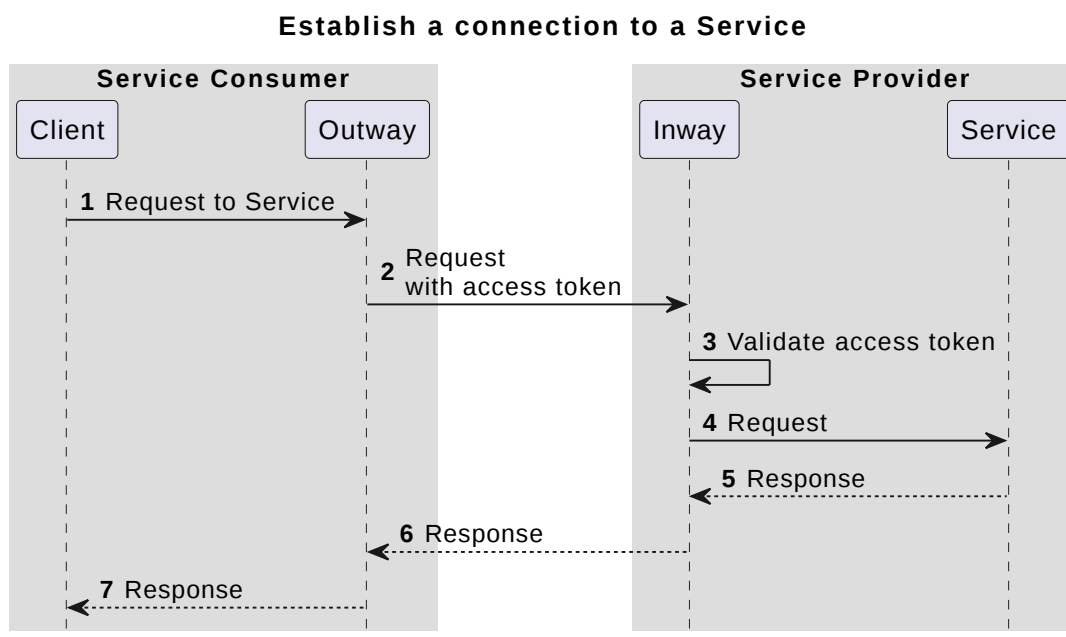 Establish a connection to a Service
Service Consumer
Service Provider
Client
Outway
Inway
Service
1 Request to Service
2 Request
with access token
3 Validate access token
4 Request
5 Response
6 Response
7 Response